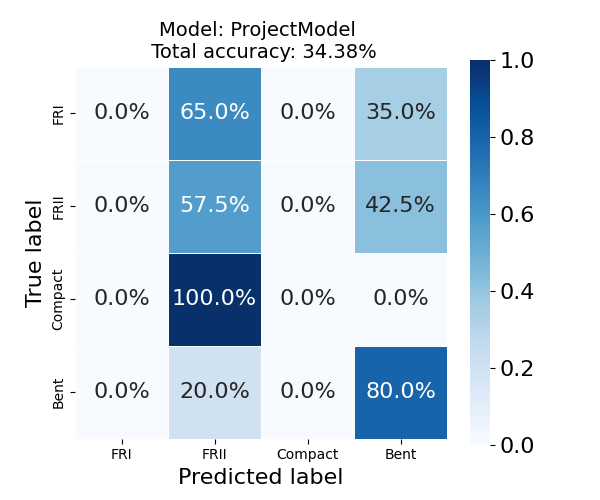 Model: ProjectModel
Total accuracy: 34.38%
True label
FRI
0.0% 65.0% 0.0% 35.0%
FRII
0.0% 57.5% 0.0% 42.5%
Compact
0.0% 100.0% 0.0% 0.0%
Bent
0.0% 20.0% 0.0% 80.0%
FRI FRII Compact Bent
Predicted label
1.0
0.8
0.6
0.4
0.2
0.0